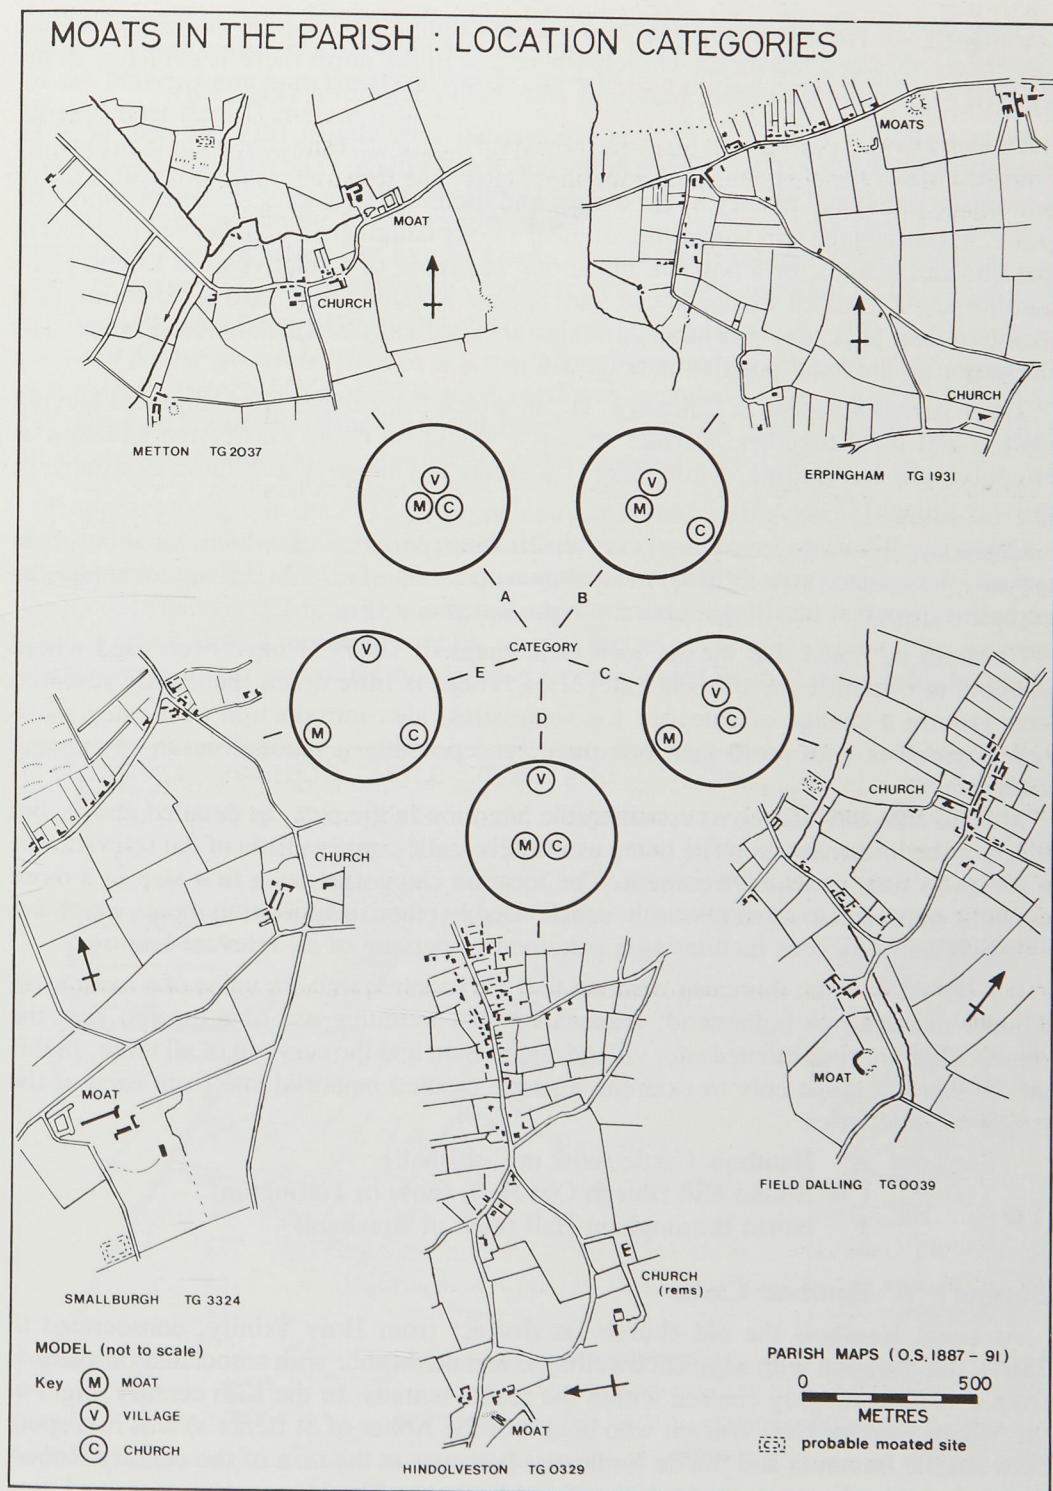 MOATS IN THE PARISH : LOCATION CATEGORIES
MOAT
CHURCH
METTON TG 2037
MOATS
CHURCH
ERPINGHAM TG 1931
V
M C
V
M
C
A B
CATEGORY
E C
D
V
M C
V
C
M
V
M C
CHURCH
MOAT
SMALLBURGH TG 3324
CHURCH
MOAT
FIELD DALLING TG 0039
E
CHURCH
(rems)
MOAT
HINDOLVESTON TG 0329
MODEL (not to scale)
Key M MOAT
V VILLAGE
C CHURCH
PARISH MAPS (O.S. 1887 - 91)
0 500
METRES
probable moated site